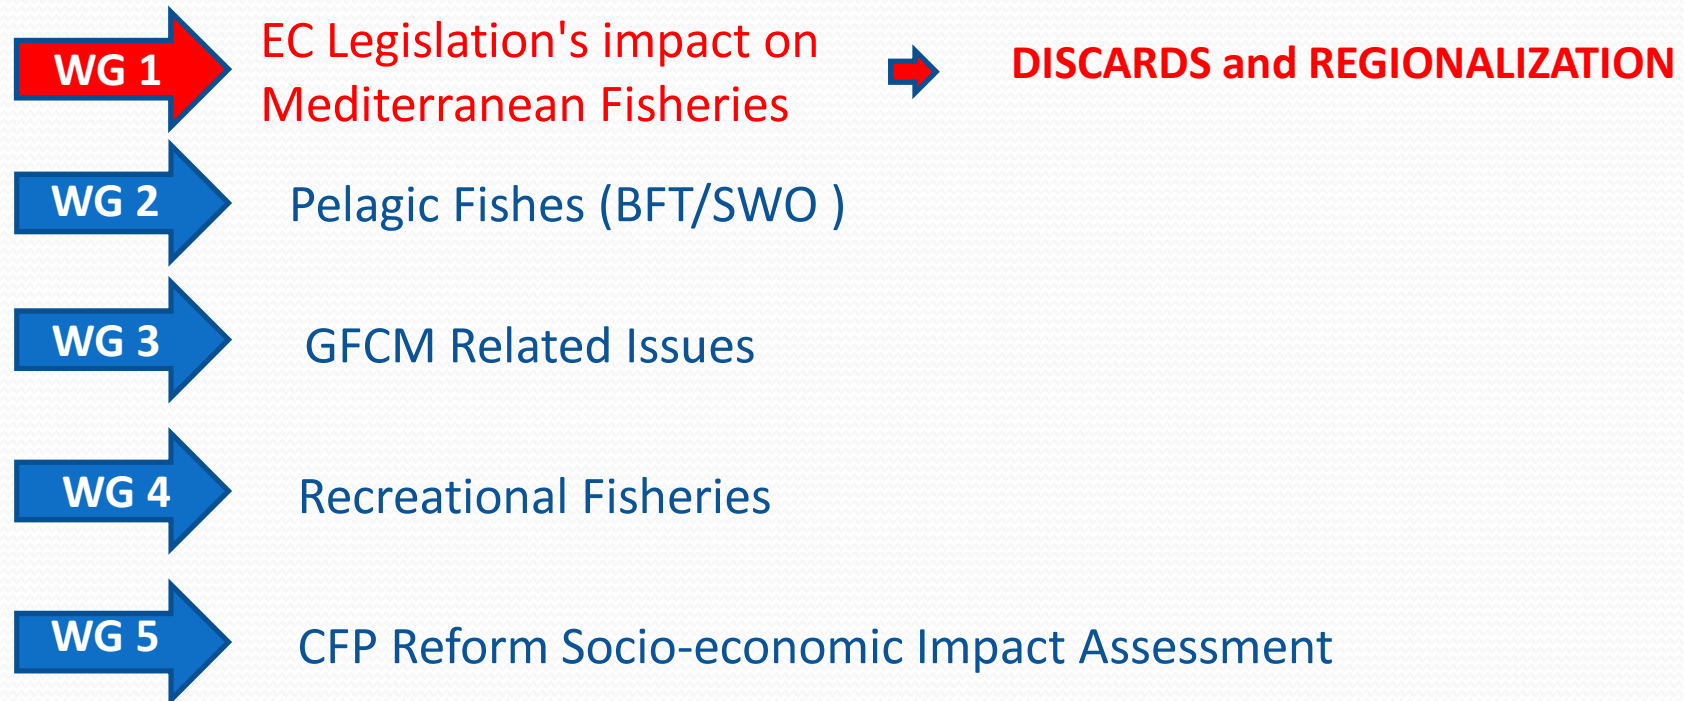 WG 1
EC Legislation's impact on
Mediterranean Fisheries
DISCARDS and REGIONALIZATION
WG 2
Pelagic Fishes (BFT/SWO )
WG 3
GFCM Related Issues
WG 4
Recreational Fisheries
WG 5
CFP Reform Socio-economic Impact Assessment